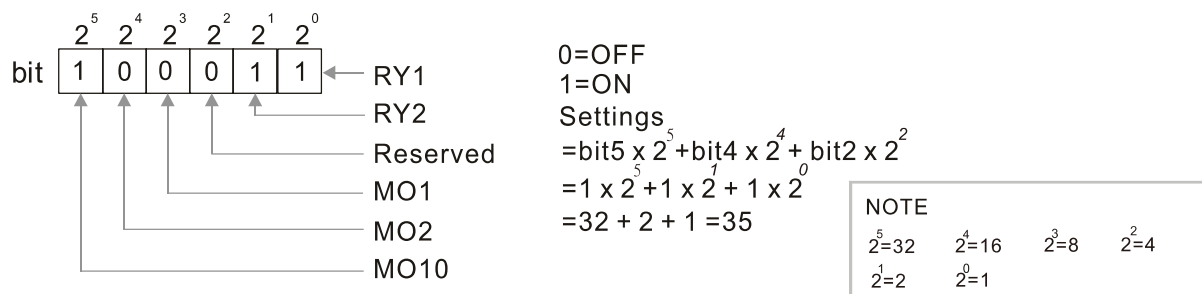 2⁵ 2⁴ 2³ 2² 2¹ 2⁰
bit 1 0 0 0 1 1 RY1
RY2
Reserved
MO1
MO2
MO10
0=OFF
1=ON
Settings
=bit5 x 2⁵+bit4 x 2⁴+ bit2 x 2²
=1 x 2⁵+1 x 2¹+ 1 x 2⁰
=32 + 2 + 1 =35
NOTE
2⁵=32 2⁴=16 2³=8 2²=4
2¹=2 2⁰=1